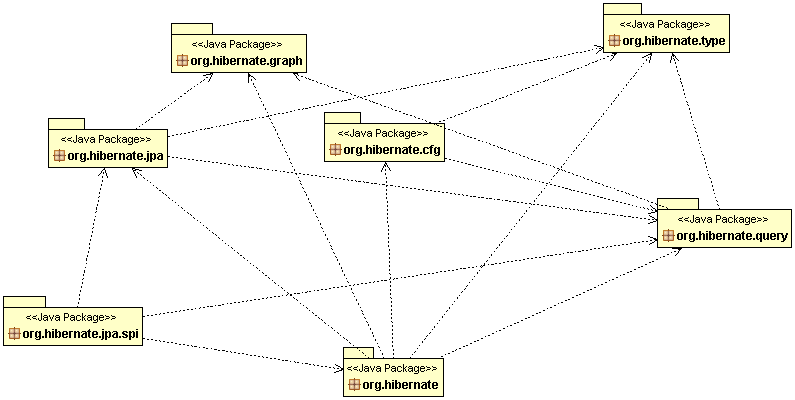 <<Java Package>>
org.hibernate.type
<<Java Package>>
org.hibernate.graph
<<Java Package>>
org.hibernate.jpa
<<Java Package>>
org.hibernate.cfg
<<Java Package>>
org.hibernate.query
<<Java Package>>
org.hibernate.jpa.spi
<<Java Package>>
org.hibernate